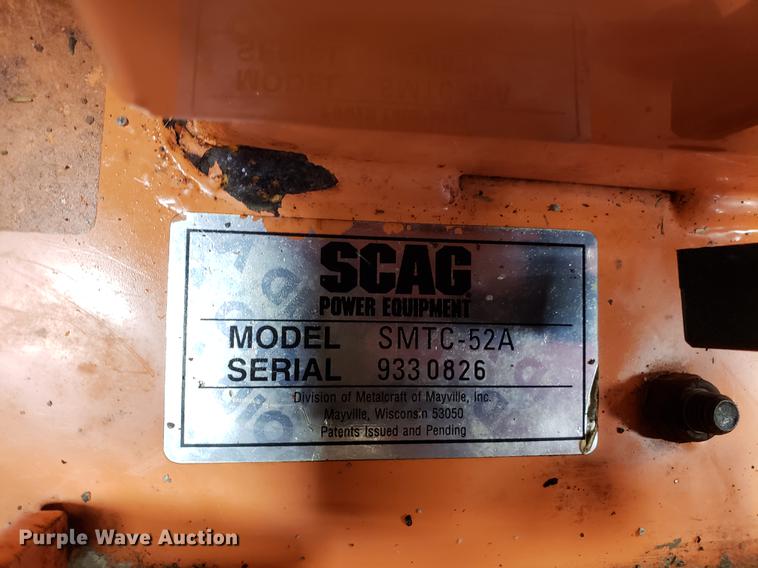 SCAG
POWER EQUIPMENT
MODEL SMTC-52A
SERIAL 9330826
Division of Metalcraft of Mayville, Inc.
Mayville, Wisconsin 53050
Patents Issued and Pending
Purple Wave Auction